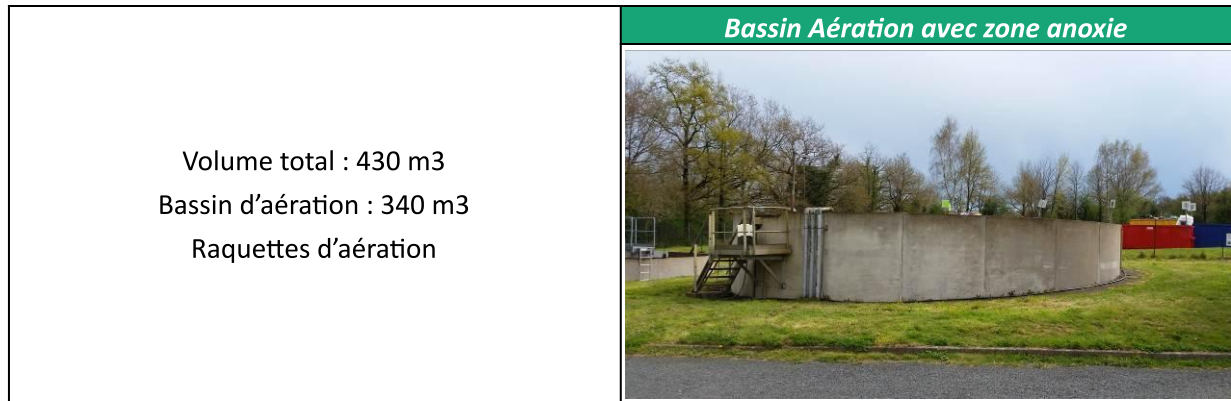 Bassin Aération avec zone anoxie
Volume total : 430 m3
Bassin d’aération : 340 m3
Raquettes d’aération